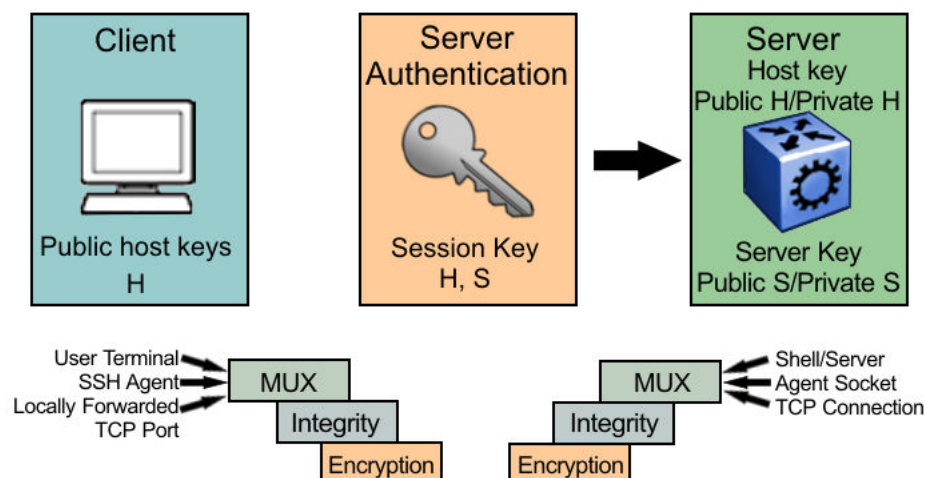 Client
Public host keys
H
Server
Authentication
Session Key
H, S
Server
Host key
Public H/Private H
Server Key
Public S/Private S
User Terminal
SSH Agent
Locally Forwarded
TCP Port
MUX
Integrity
Encryption
MUX
Integrity
Encryption
Shell/Server
Agent Socket
TCP Connection